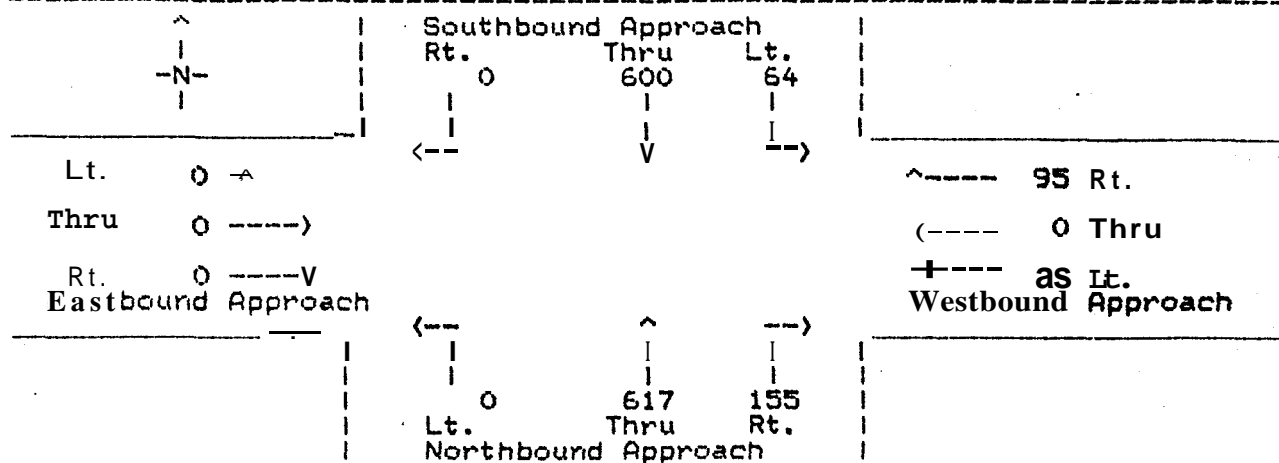 Southbound Approach
Rt. Thru Lt.
-N- 0 600 64
Lt. 0
95 Rt.
Thru 0
0 Thru
Rt. 0
as Lt.
Eastbound Approach
Westbound Approach
0 617 155
Lt. Thru Rt.
Northbound Approach